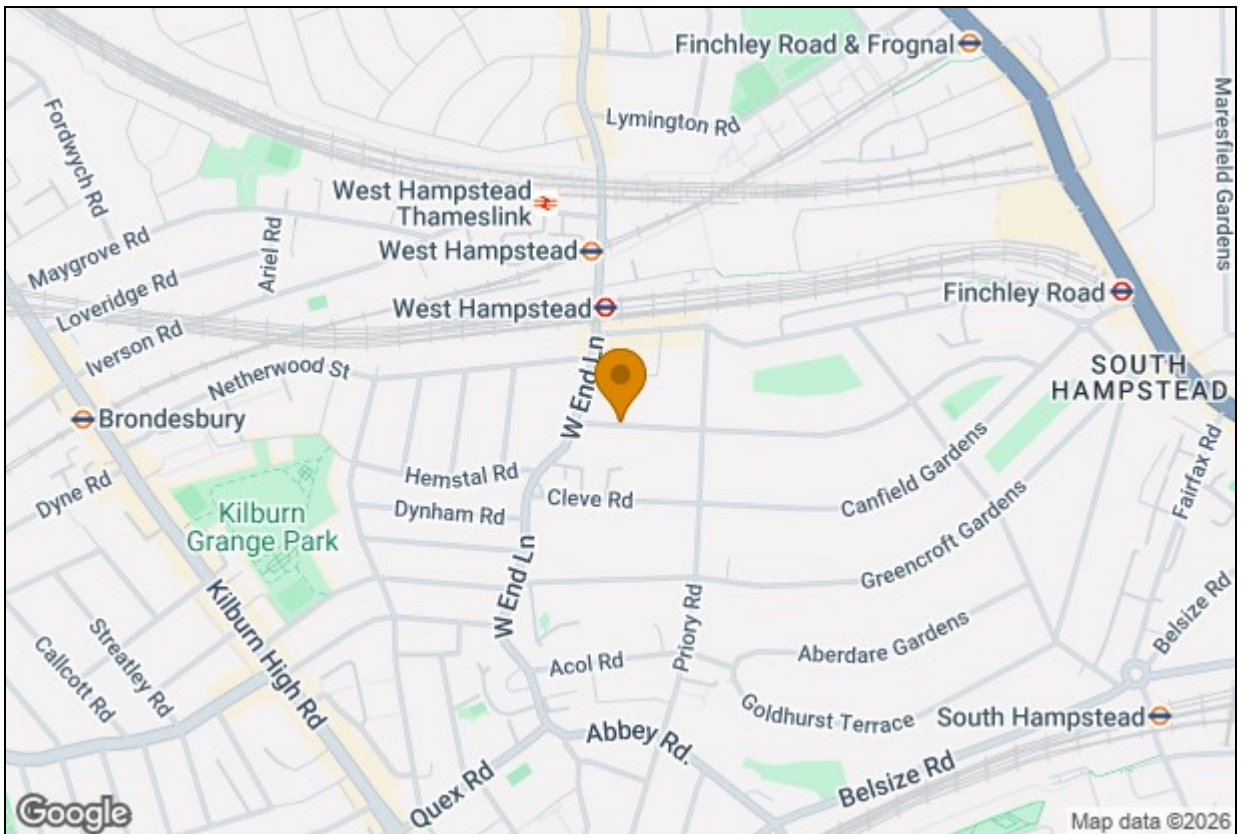 Finchley Road & Frognal
Maresfield Gardens
Lymington Rd
Fordwych Rd
West Hampstead
Thameslink
Ariel Rd
West Hampstead
Maygrove Rd
Loveridge Rd
Finchley Road
West Hampstead
Iverson Rd
Netherwood St
W End Ln
SOUTH
HAMPSTEAD
Brondesbury
Hemstal Rd
Cleve Rd
Canfield Gardens
Fairfax Rd
Dyne Rd
Dynham Rd
Kilburn
Grange Park
Greencroft Gardens
W End Ln
Kilburn High Rd
Priory Rd
Belsize Rd
Streatley Rd
Callcott Rd
Acol Rd
Aberdare Gardens
Goldhurst Terrace
South Hampstead
Abbey Rd.
Quex Rd
Belsize Rd
Google
Map data ©2026